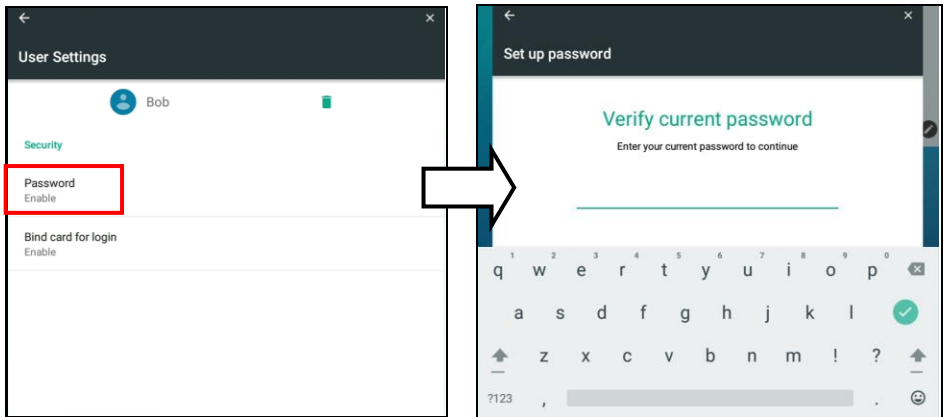 User Settings
Bob
Security
Password
Enable
Bind card for login
Enable
Set up password
Verify current password
Enter your current password to continue
1 2 3 4 5 6 7 8 9 0
q w e r t y u i o p
a s d f g h j k l
z x c v b n m ! ?
?123 , .